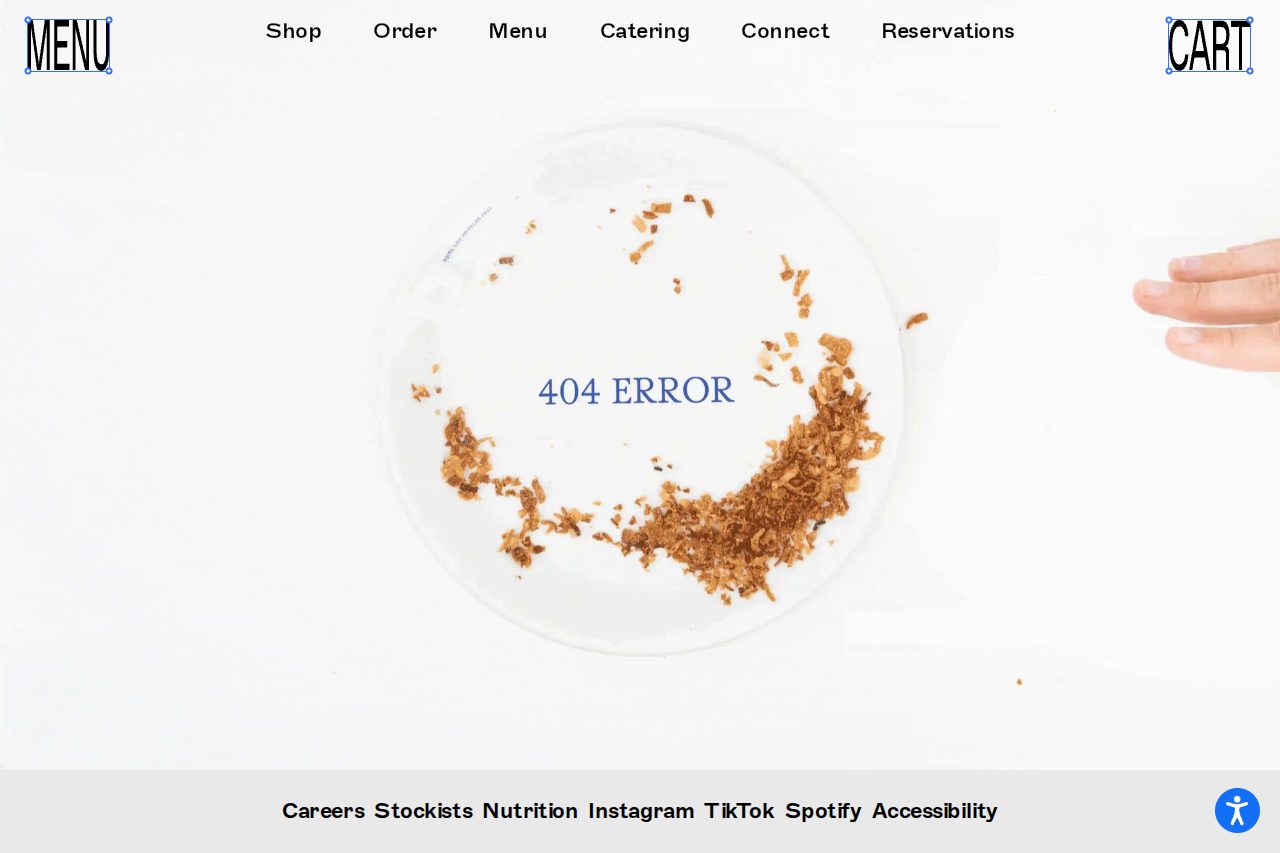 MENU
Shop Order Menu Catering Connect Reservations
CART
404 ERROR
Careers Stockists Nutrition Instagram TikTok Spotify Accessibility